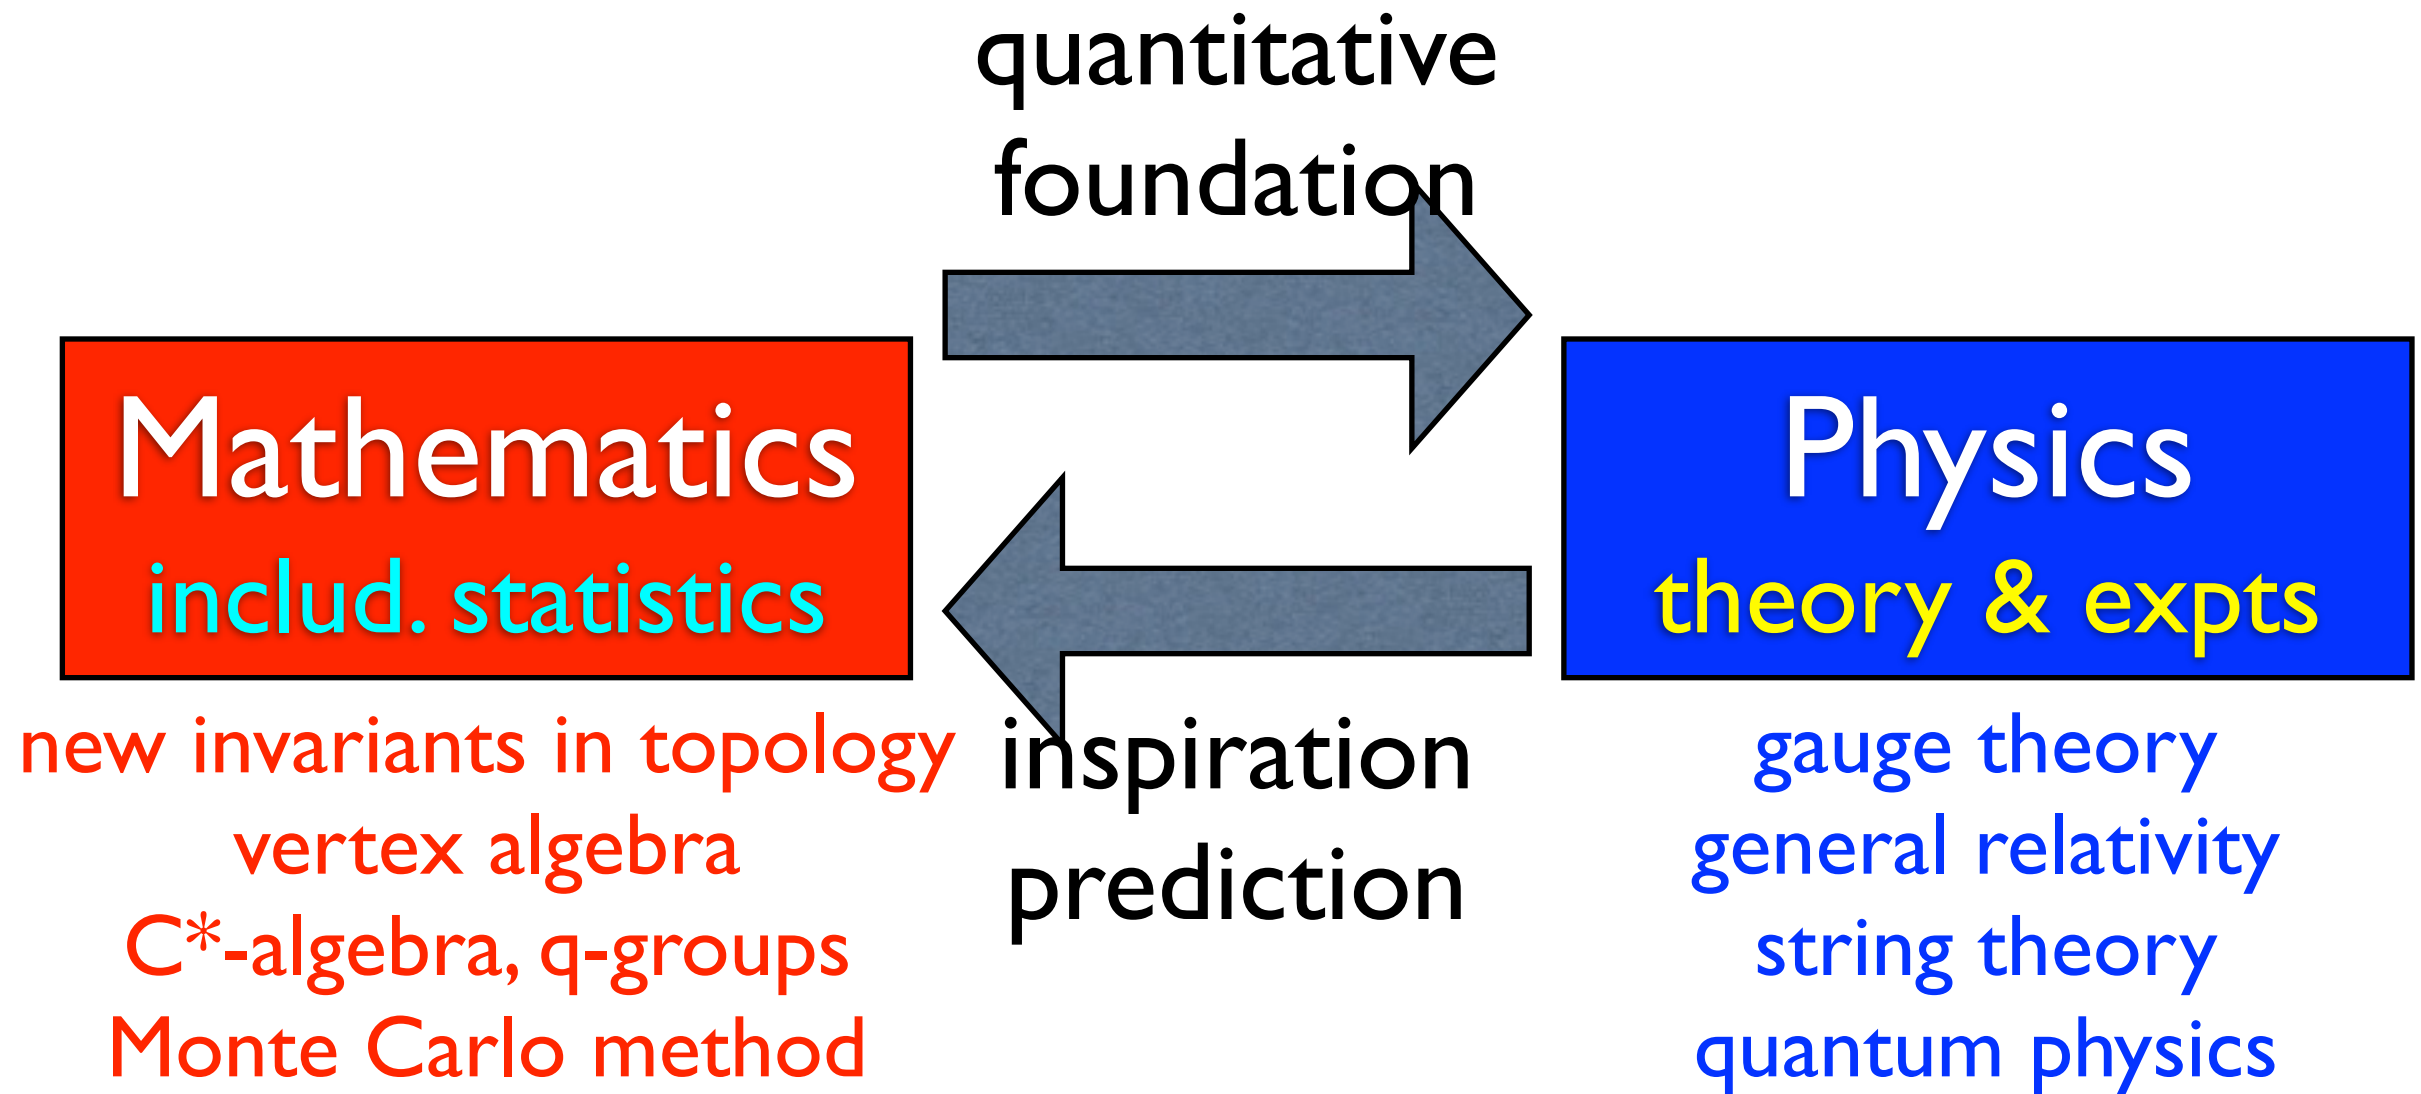 quantitative
foundation
Mathematics
includ. statistics
Physics
theory & expts
inspiration
prediction
new invariants in topology
vertex algebra
C*-algebra, q-groups
Monte Carlo method
gauge theory
general relativity
string theory
quantum physics